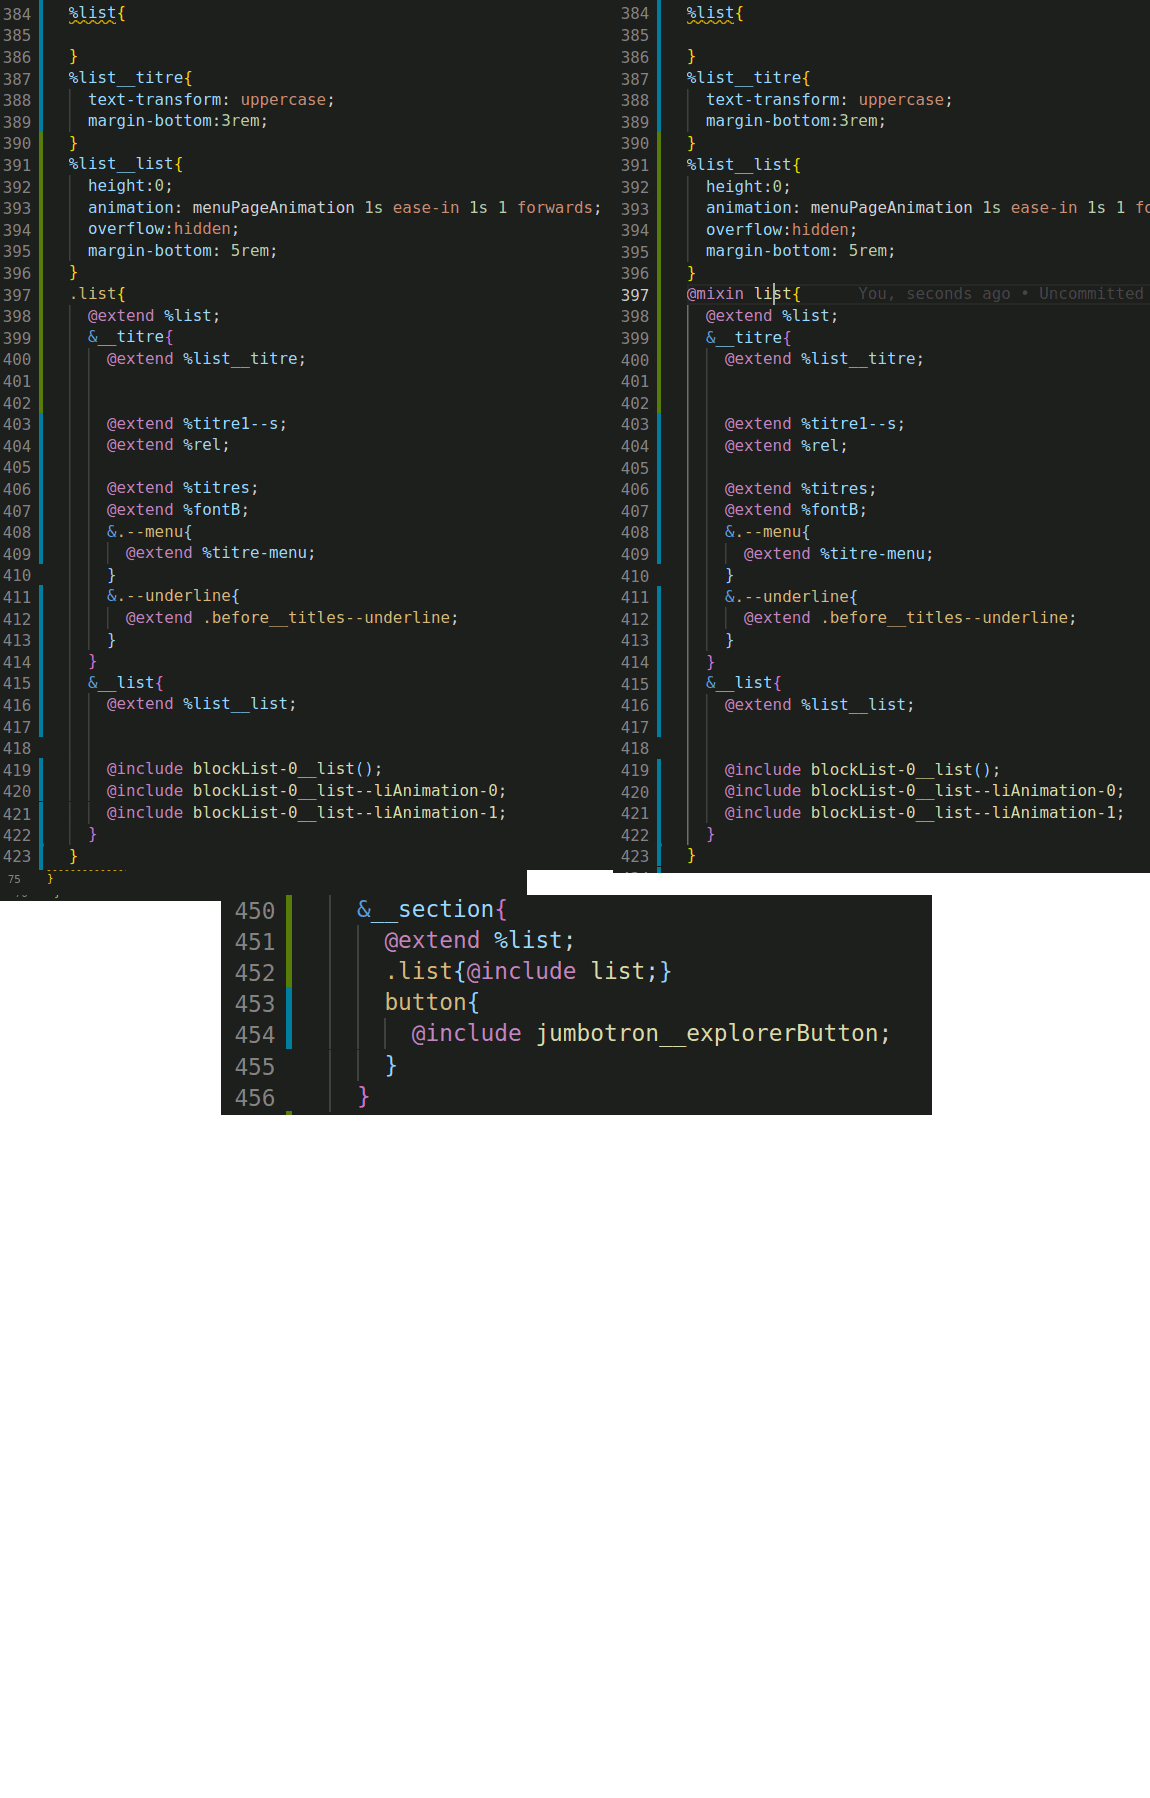 384 %list{
385
386 }
387 %list__titre{
388 text-transform: uppercase;
389 margin-bottom:3rem;
390 }
391 %list__list{
392 height:0;
393 animation: menuPageAnimation 1s ease-in 1s 1 forwards;
394 overflow:hidden;
395 margin-bottom: 5rem;
396 }
397 .list{
398 @extend %list;
399 &__titre{
400 @extend %list__titre;
401
402
403 @extend %titre1--s;
404 @extend %rel;
405
406 @extend %titres;
407 @extend %fontB;
408 &.--menu{
409 @extend %titre-menu;
410 }
411 &.--underline{
412 @extend .before__titles--underline;
413 }
414 }
415 &__list{
416 @extend %list__list;
417
418
419 @include blockList-0__list();
420 @include blockList-0__list--liAnimation-0;
421 @include blockList-0__list--liAnimation-1;
422 }
423 }
75 }
384 %list{
385
386 }
387 %list__titre{
388 text-transform: uppercase;
389 margin-bottom:3rem;
390 }
391 %list__list{
392 height:0;
393 animation: menuPageAnimation 1s ease-in 1s 1 fo
394 overflow:hidden;
395 margin-bottom: 5rem;
396 }
397 @mixin list{ You, seconds ago • Uncommitted
398 @extend %list;
399 &__titre{
400 @extend %list__titre;
401
402
403 @extend %titre1--s;
404 @extend %rel;
405
406 @extend %titres;
407 @extend %fontB;
408 &.--menu{
409 @extend %titre-menu;
410 }
411 &.--underline{
412 @extend .before__titles--underline;
413 }
414 }
415 &__list{
416 @extend %list__list;
417
418
419 @include blockList-0__list();
420 @include blockList-0__list--liAnimation-0;
421 @include blockList-0__list--liAnimation-1;
422 }
423 }
450 &__section{
451 @extend %list;
452 .list{@include list;}
453 button{
454 @include jumbotron__explorerButton;
455 }
456 }